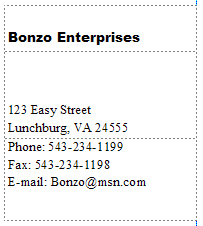 Bonzo Enterprises
123 Easy Street
Lunchburg, VA 24555
Phone: 543-234-1199
Fax: 543-234-1198
E-mail: Bonzo@msn.com